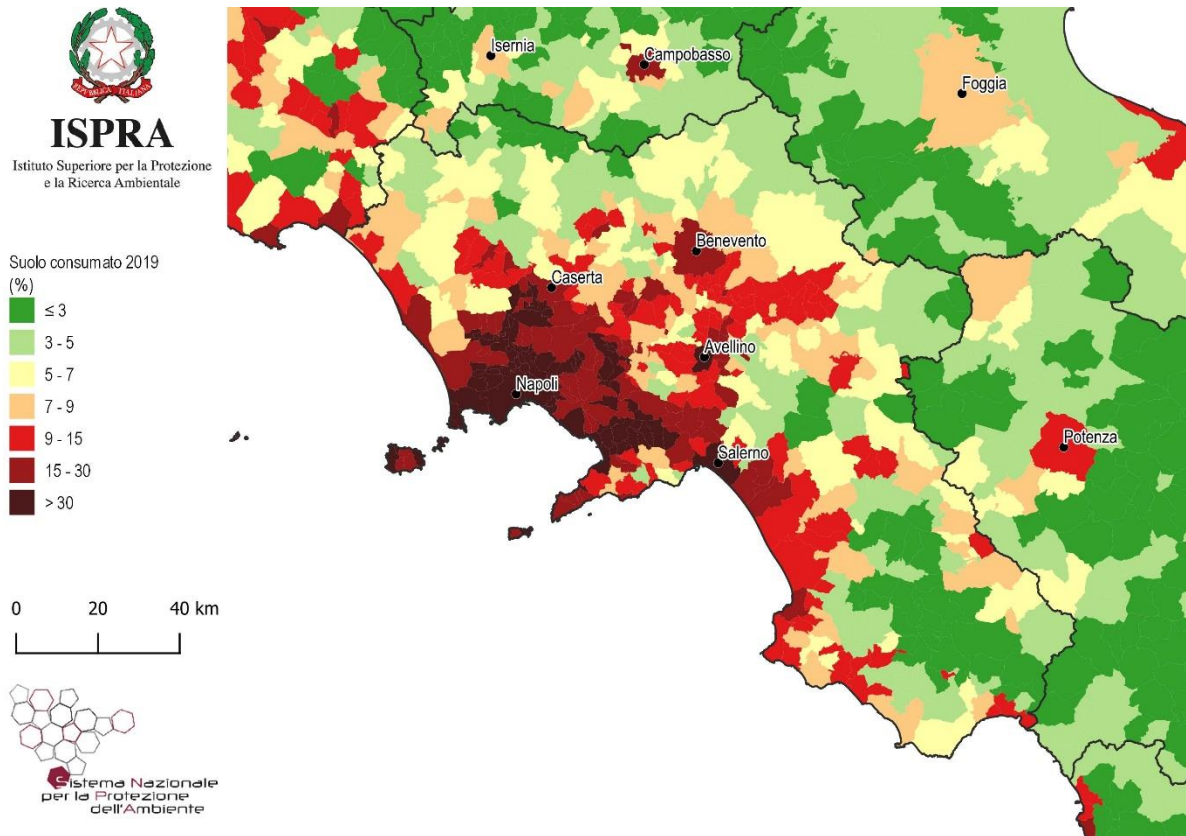 REPVBBLICA ITALIANA
ISPRA
Istituto Superiore per la Protezione
e la Ricerca Ambientale
Suolo consumato 2019
(%)
≤ 3
3 - 5
5 - 7
7 - 9
9 - 15
15 - 30
> 30
0 20 40 km
Sistema Nazionale
per la Protezione
dell'Ambiente
Isernia
Campobasso
Foggia
Benevento
Caserta
Avellino
Napoli
Potenza
Salerno